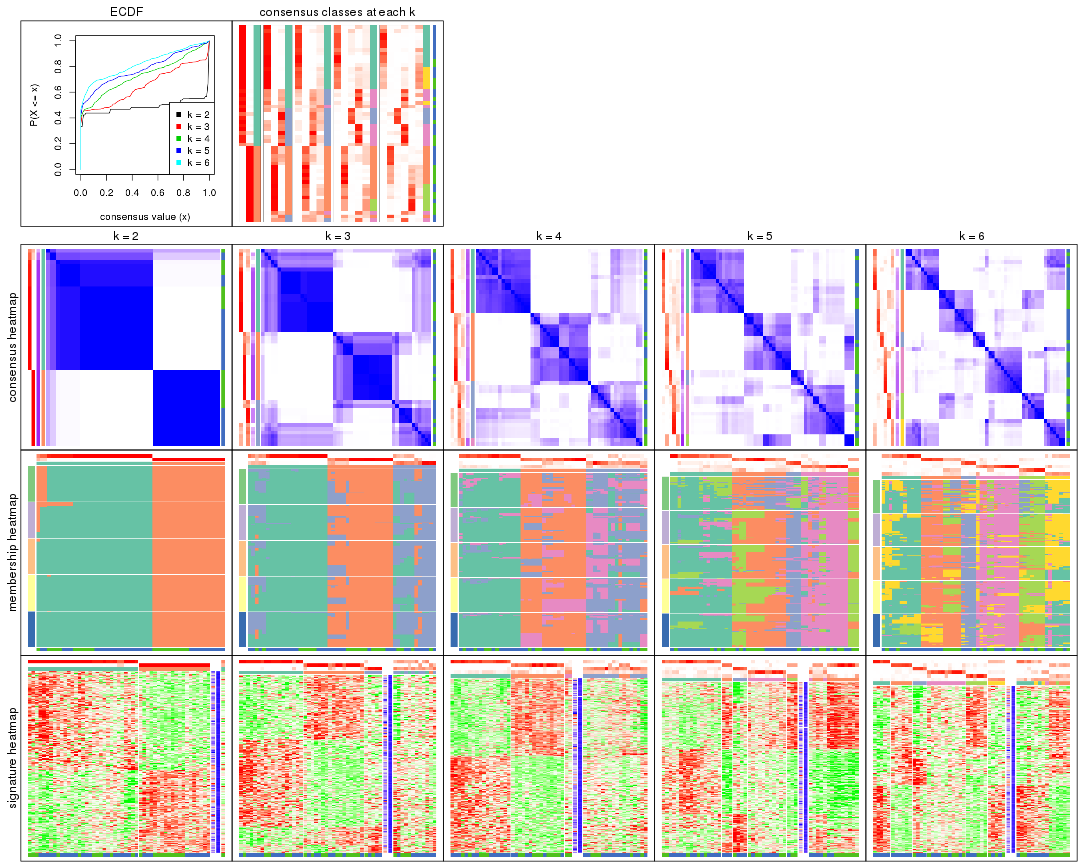 ECDF
consensus classes at each k
P(X <= x)
1.0
0.8
0.6
0.4
0.2
0.0
k = 2
k = 3
k = 4
k = 5
k = 6
0.0 0.2 0.4 0.6 0.8 1.0
consensus value (x)
k = 2
k = 3
k = 4
k = 5
k = 6
consensus heatmap
membership heatmap
signature heatmap